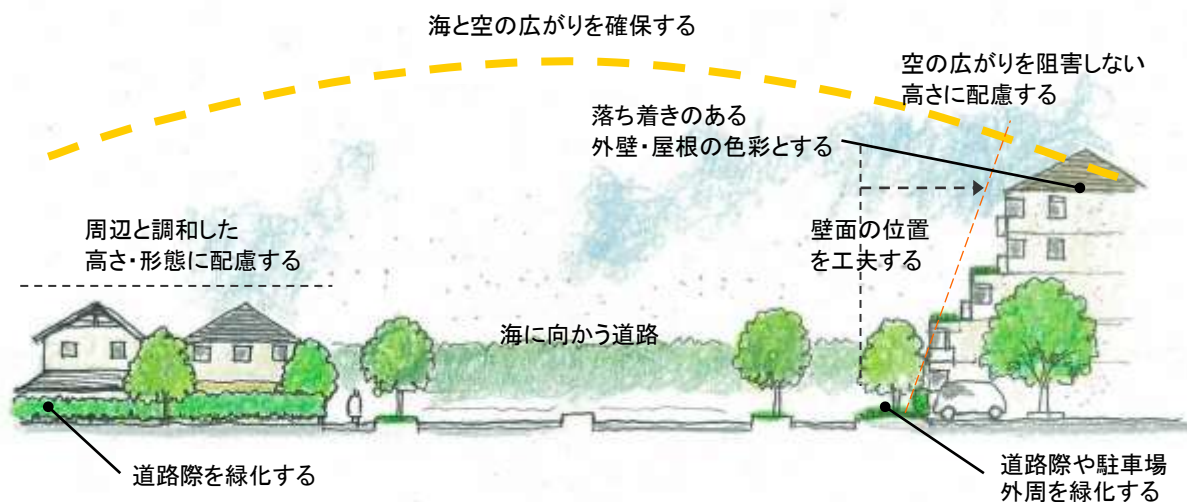 海と空の広がりを確保する
空の広がりを阻害しない
高さに配慮する
落ち着きのある
外壁・屋根の色彩とする
周辺と調和した
高さ・形態に配慮する
壁面の位置
を工夫する
海に向かう道路
道路際を緑化する
道路際や駐車場
外周を緑化する